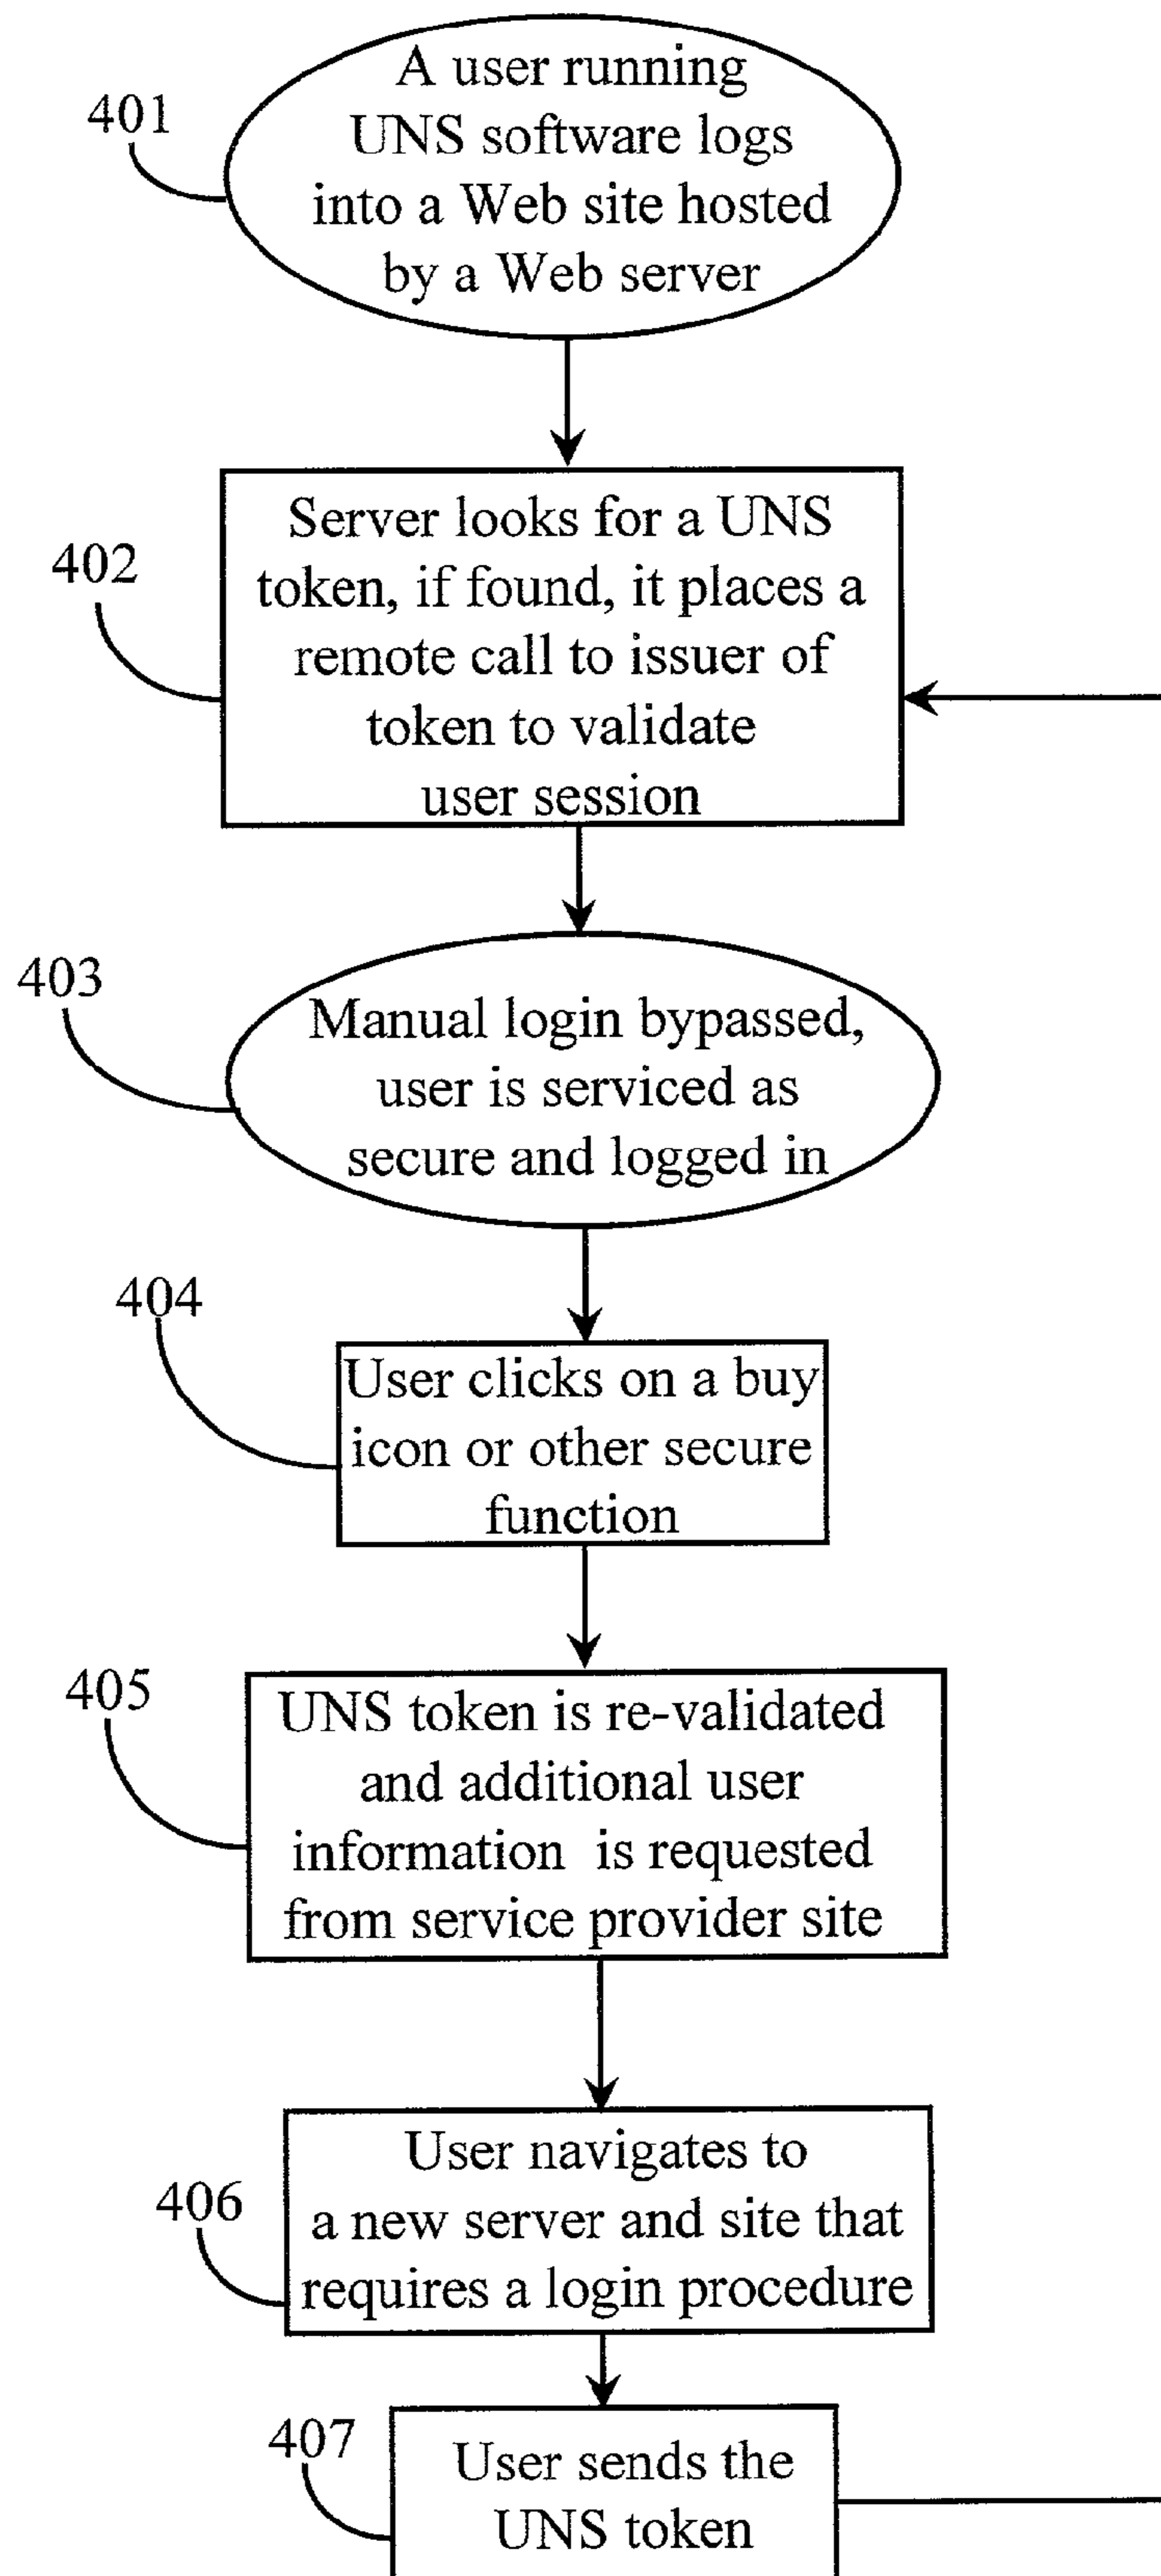 401
A user running
UNS software logs
into a Web site hosted
by a Web server
402
Server looks for a UNS
token, if found, it places a
remote call to issuer of
token to validate
user session
403
Manual login bypassed,
user is serviced as
secure and logged in
404
User clicks on a buy
icon or other secure
function
405
UNS token is re-validated
and additional user
information is requested
from service provider site
406
User navigates to
a new server and site that
requires a login procedure
407
User sends the
UNS token